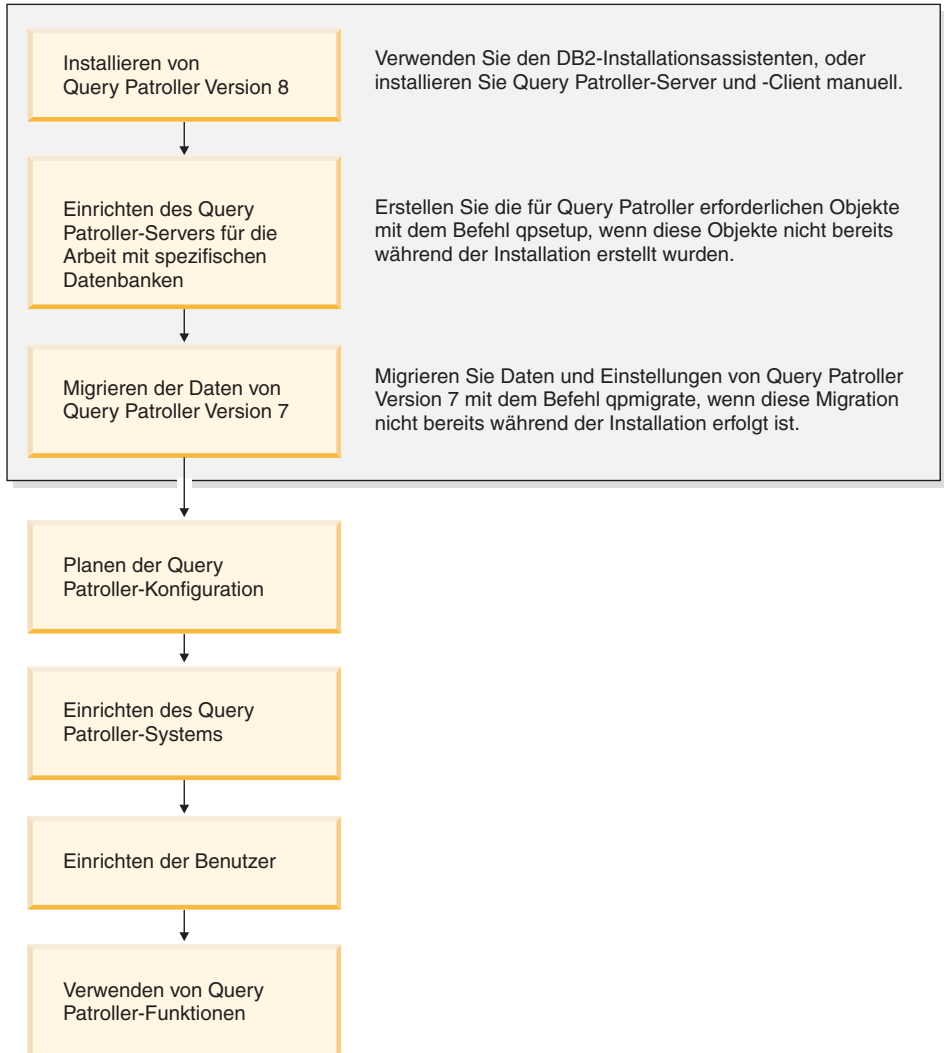 Installieren von
Query Patroller Version 8
Verwenden Sie den DB2-Installationsassistenten, oder
installieren Sie Query Patroller-Server und -Client manuell.
Einrichten des Query
Patroller-Servers für die
Arbeit mit spezifischen
Datenbanken
Erstellen Sie die für Query Patroller erforderlichen Objekte
mit dem Befehl qpsetup, wenn diese Objekte nicht bereits
während der Installation erstellt wurden.
Migrieren der Daten von
Query Patroller Version 7
Migrieren Sie Daten und Einstellungen von Query Patroller
Version 7 mit dem Befehl qpmigrate, wenn diese Migration
nicht bereits während der Installation erfolgt ist.
Planen der Query
Patroller-Konfiguration
Einrichten des Query
Patroller-Systems
Einrichten der Benutzer
Verwenden von Query
Patroller-Funktionen